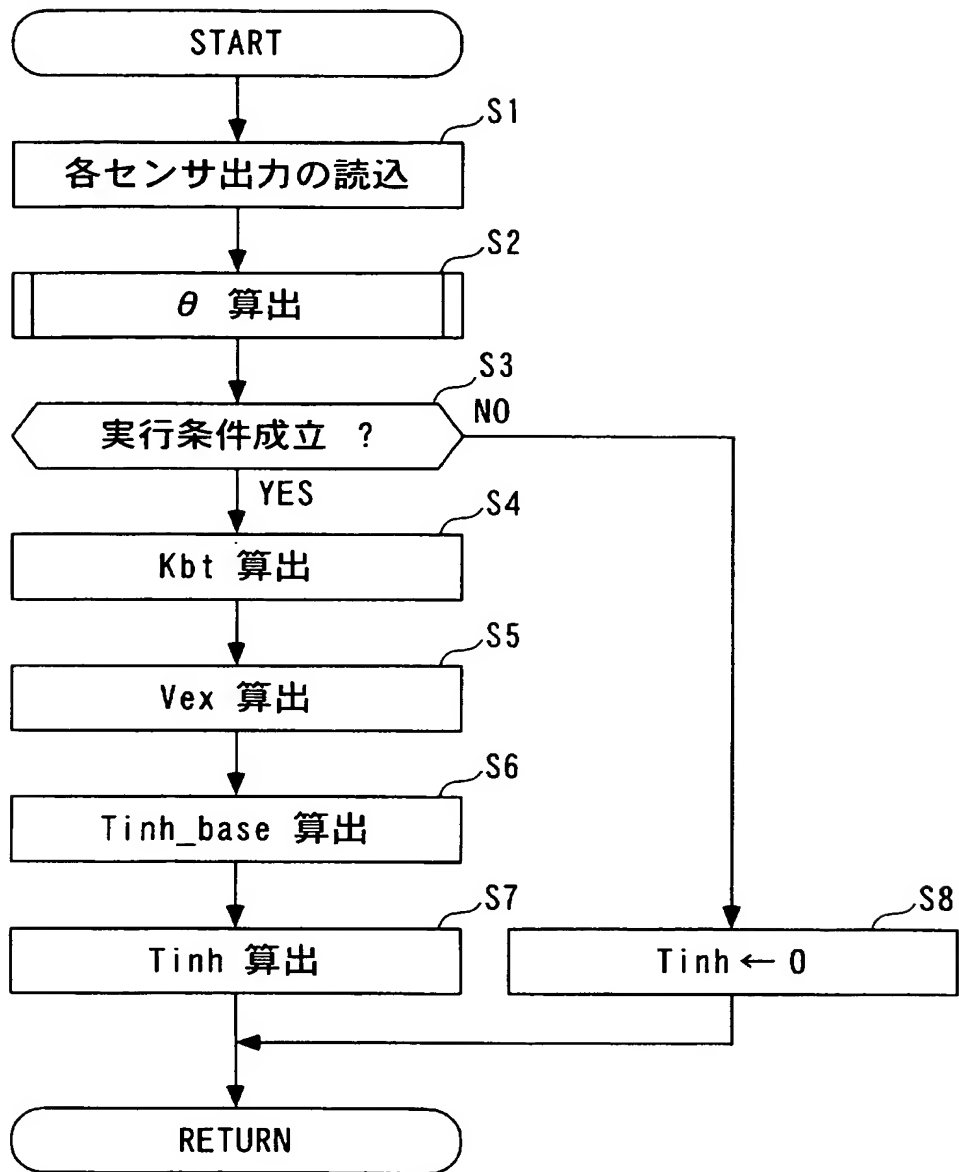 START
S1
各センサ出力の読込
S2
θ 算出
S3
実行条件成立 ?
NO
YES
S4
Kbt 算出
S5
Vex 算出
S6
Tinh_base 算出
S7
Tinh 算出
S8
Tinh ← 0
RETURN